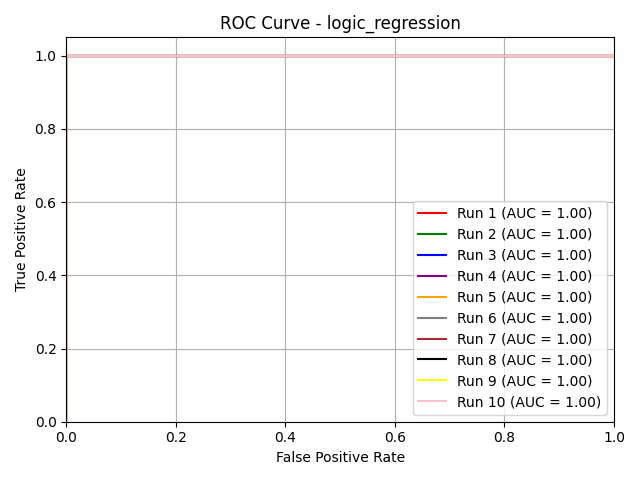 ROC Curve - logic_regression
True Positive Rate
1.0
0.8
0.6
0.4
0.2
0.0
Run 1 (AUC = 1.00)
Run 2 (AUC = 1.00)
Run 3 (AUC = 1.00)
Run 4 (AUC = 1.00)
Run 5 (AUC = 1.00)
Run 6 (AUC = 1.00)
Run 7 (AUC = 1.00)
Run 8 (AUC = 1.00)
Run 9 (AUC = 1.00)
Run 10 (AUC = 1.00)
0.0 0.2 0.4 0.6 0.8 1.0
False Positive Rate